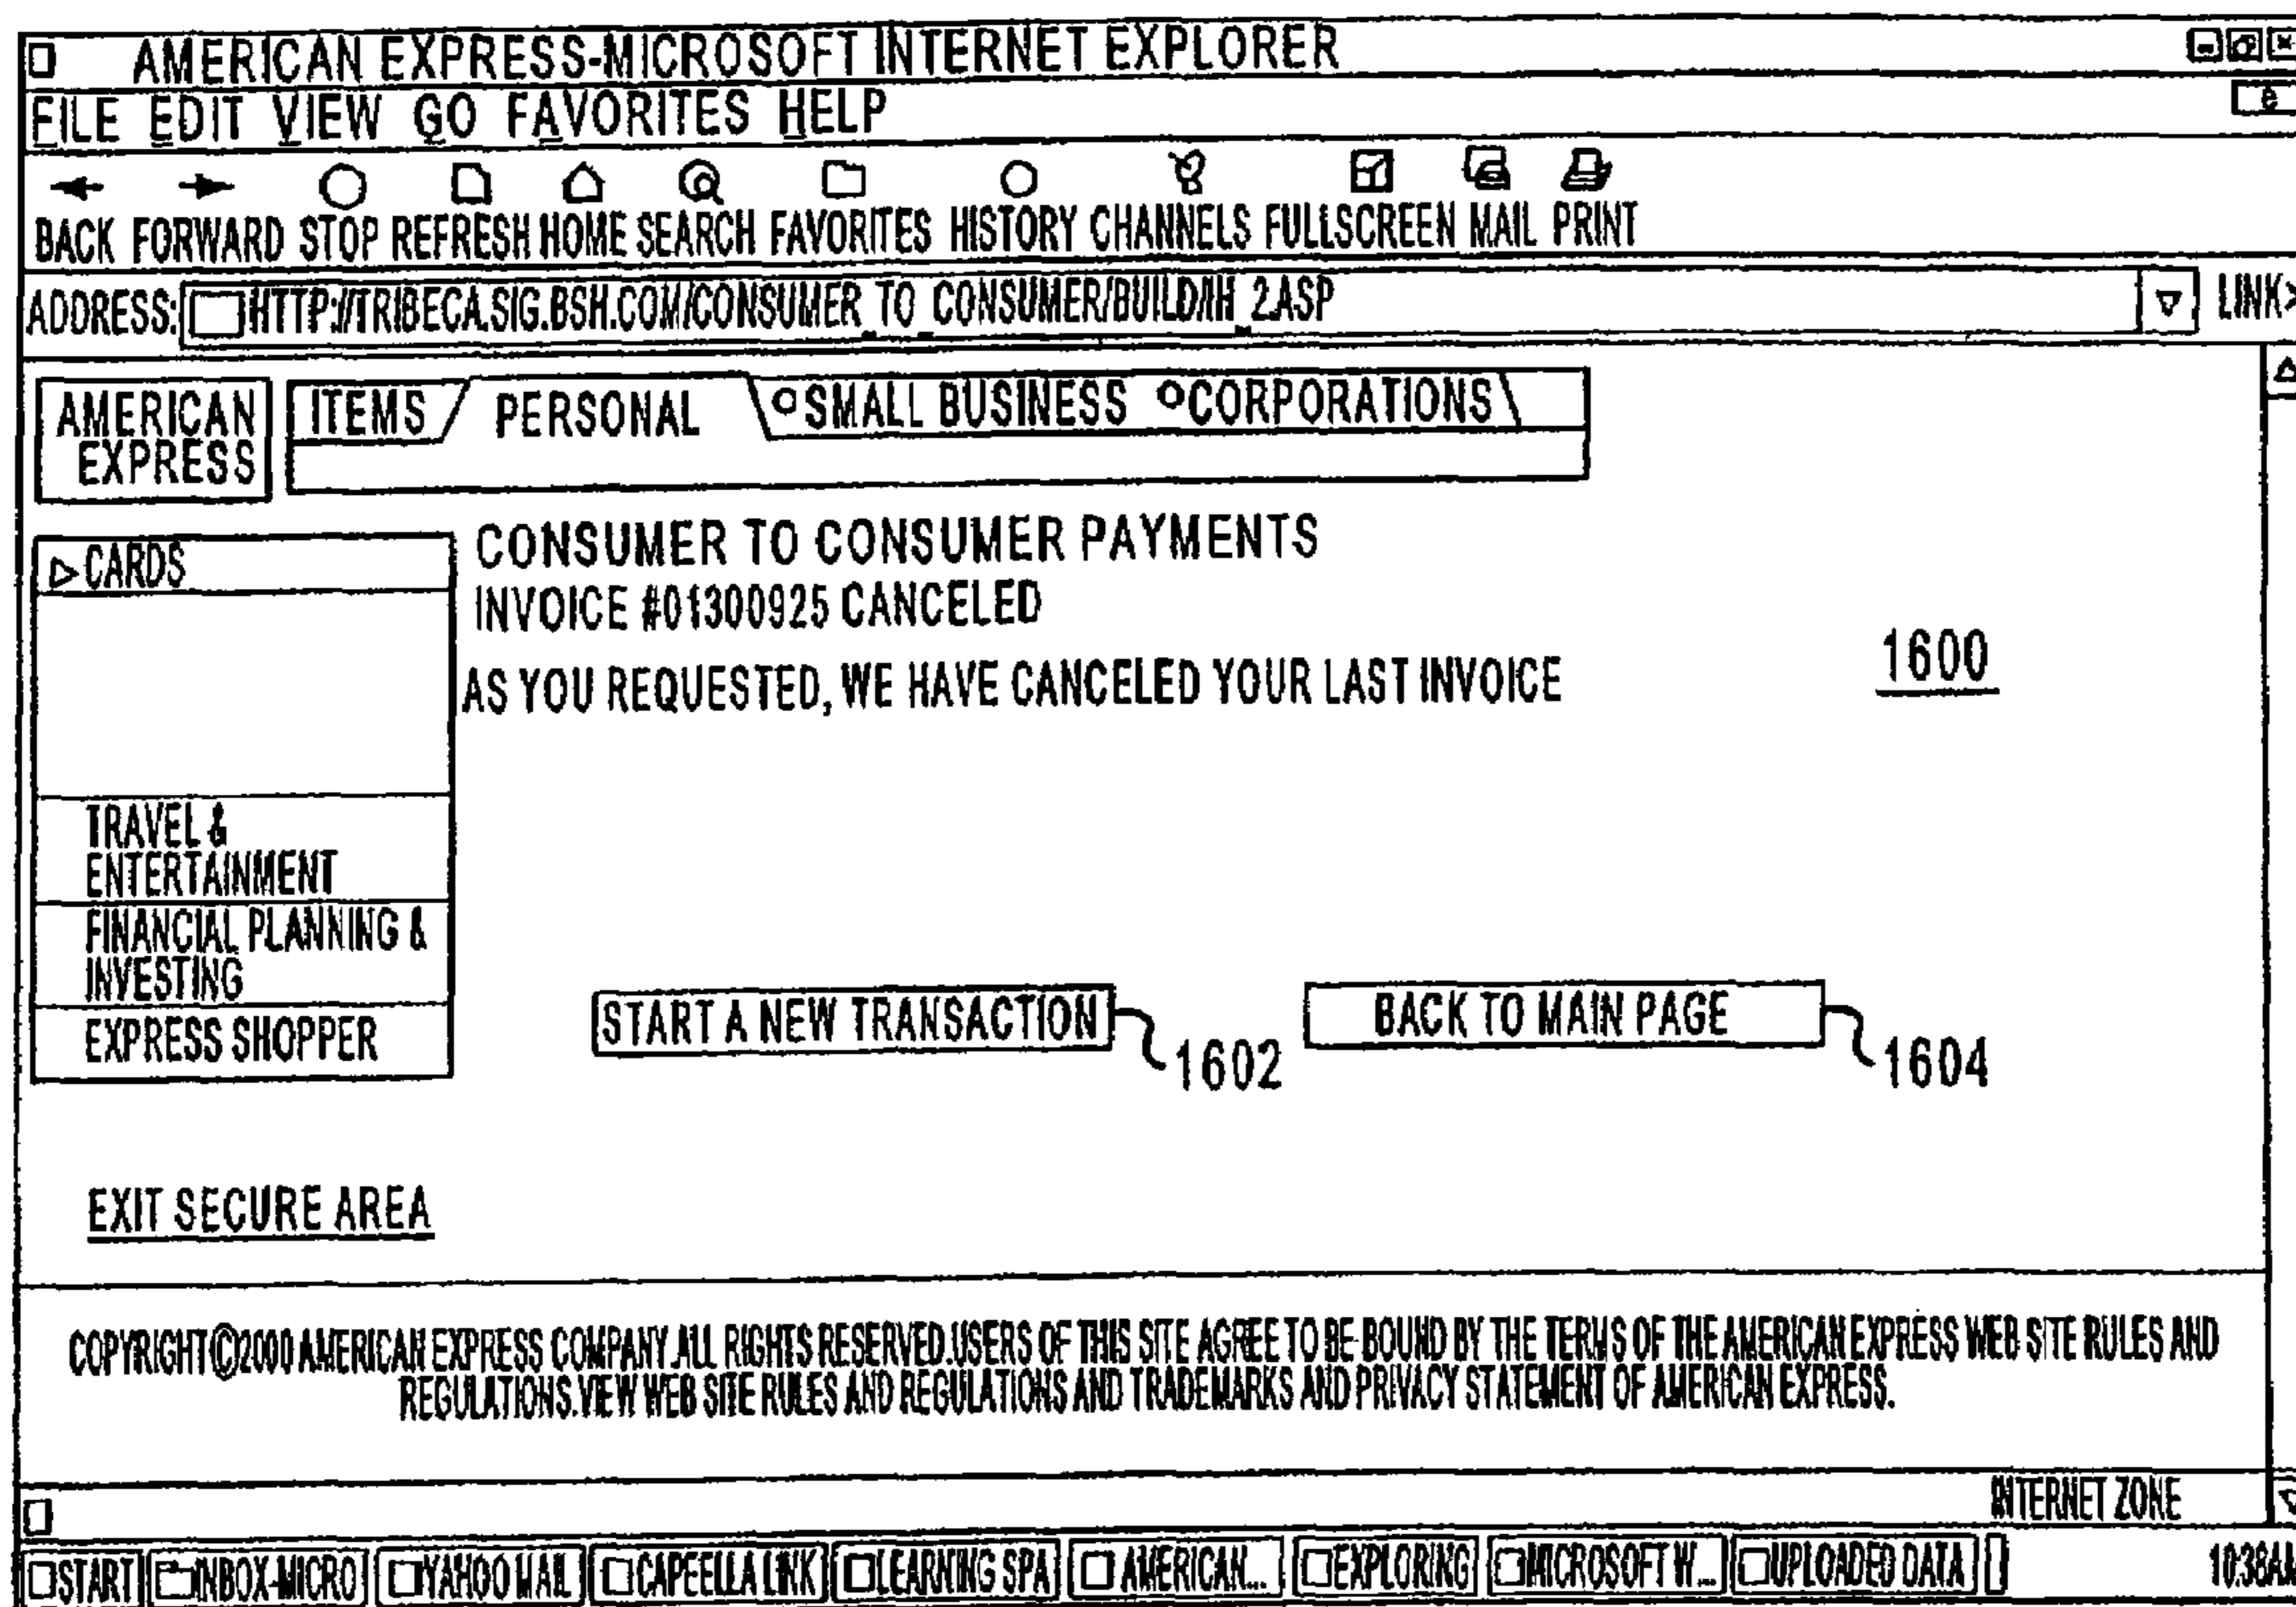 AMERICAN EXPRESS-MICROSOFT INTERNET EXPLORER
FILE EDIT VIEW GO FAVORITES HELP
BACK FORWARD STOP REFRESH HOME SEARCH FAVORITES HISTORY CHANNELS FULLSCREEN MAIL PRINT
ADDRESS: HTTP://TRIBECA.SIG.BSH.COM/CONSUMER_TO_CONSUMER/BUILD/IH_2.ASP LINK>
AMERICAN
EXPRESS
ITEMS PERSONAL SMALL BUSINESS CORPORATIONS
CARDS
CONSUMER TO CONSUMER PAYMENTS
INVOICE #01300925 CANCELED
AS YOU REQUESTED, WE HAVE CANCELED YOUR LAST INVOICE
1600
TRAVEL &
ENTERTAINMENT
FINANCIAL PLANNING &
INVESTING
EXPRESS SHOPPER
START A NEW TRANSACTION
1602
BACK TO MAIN PAGE
1604
EXIT SECURE AREA
COPYRIGHT©2000 AMERICAN EXPRESS COMPANY.ALL RIGHTS RESERVED.USERS OF THIS SITE AGREE TO BE BOUND BY THE TERMS OF THE AMERICAN EXPRESS WEB SITE RULES AND
REGULATIONS.VIEW WEB SITE RULES AND REGULATIONS AND TRADEMARKS AND PRIVACY STATEMENT OF AMERICAN EXPRESS.
INTERNET ZONE
START INBOX-MICRO YAHOO MAIL CAPEELLA LINK LEARNING SPA AMERICAN... EXPLORING MICROSOFT W... UPLOADED DATA 10:38AM